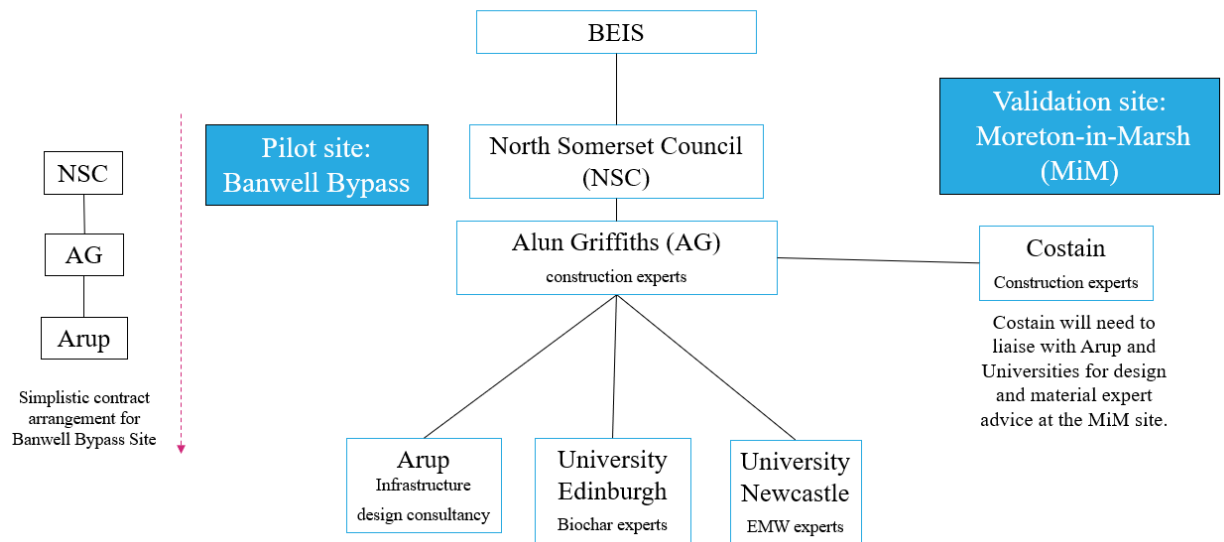 BEIS
North Somerset Council
(NSC)
Validation site:
Moreton-in-Marsh
(MiM)
Pilot site:
Banwell Bypass
NSC
AG
Arup
Simplistic contract
arrangement for
Banwell Bypass Site
Alun Griffiths (AG)
construction experts
Costain
Construction experts
Costain will need to
liaise with Arup and
Universities for design
and material expert
advice at the MiM site.
Arup
Infrastructure
design consultancy
University
Edinburgh
Biochar experts
University
Newcastle
EMW experts